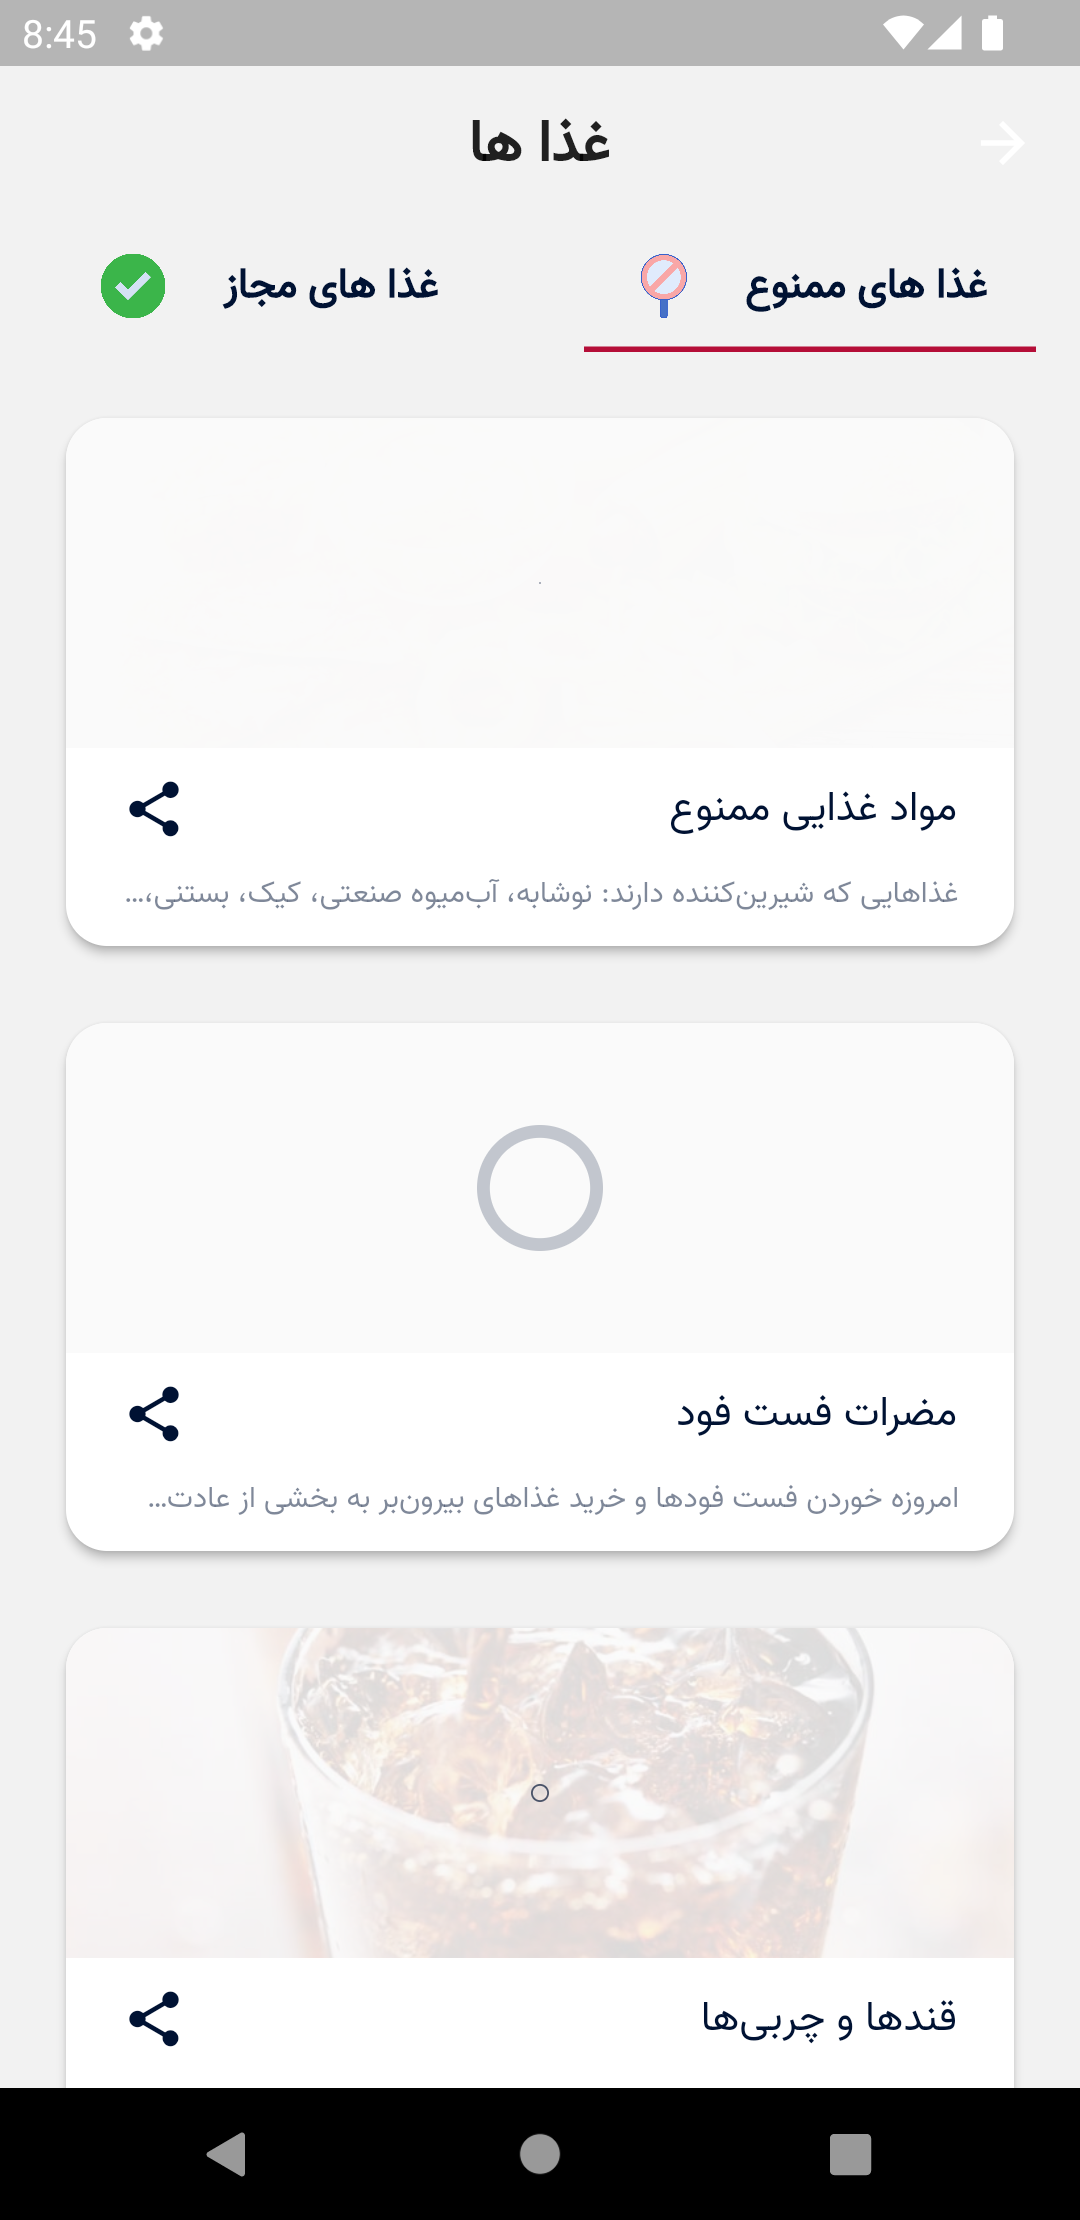 8:45
غذا ها
غذا های ممنوع
غذا های مجاز
مواد غذایی ممنوع
غذاهایی که شیرین‌کننده دارند: نوشابه، آب‌میوه صنعتی، کیک، بستنی،...
مضرات فست فود
امروزه خوردن فست فودها و خرید غذاهای بیرون‌بر به بخشی از عادت...
قندها و چربی‌ها